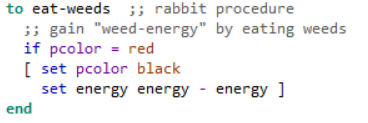 to eat-weeds  ;; rabbit procedure
  ;; gain "weed-energy" by eating weeds
  if pcolor = red
  [ set pcolor black
    set energy energy - energy ]
end